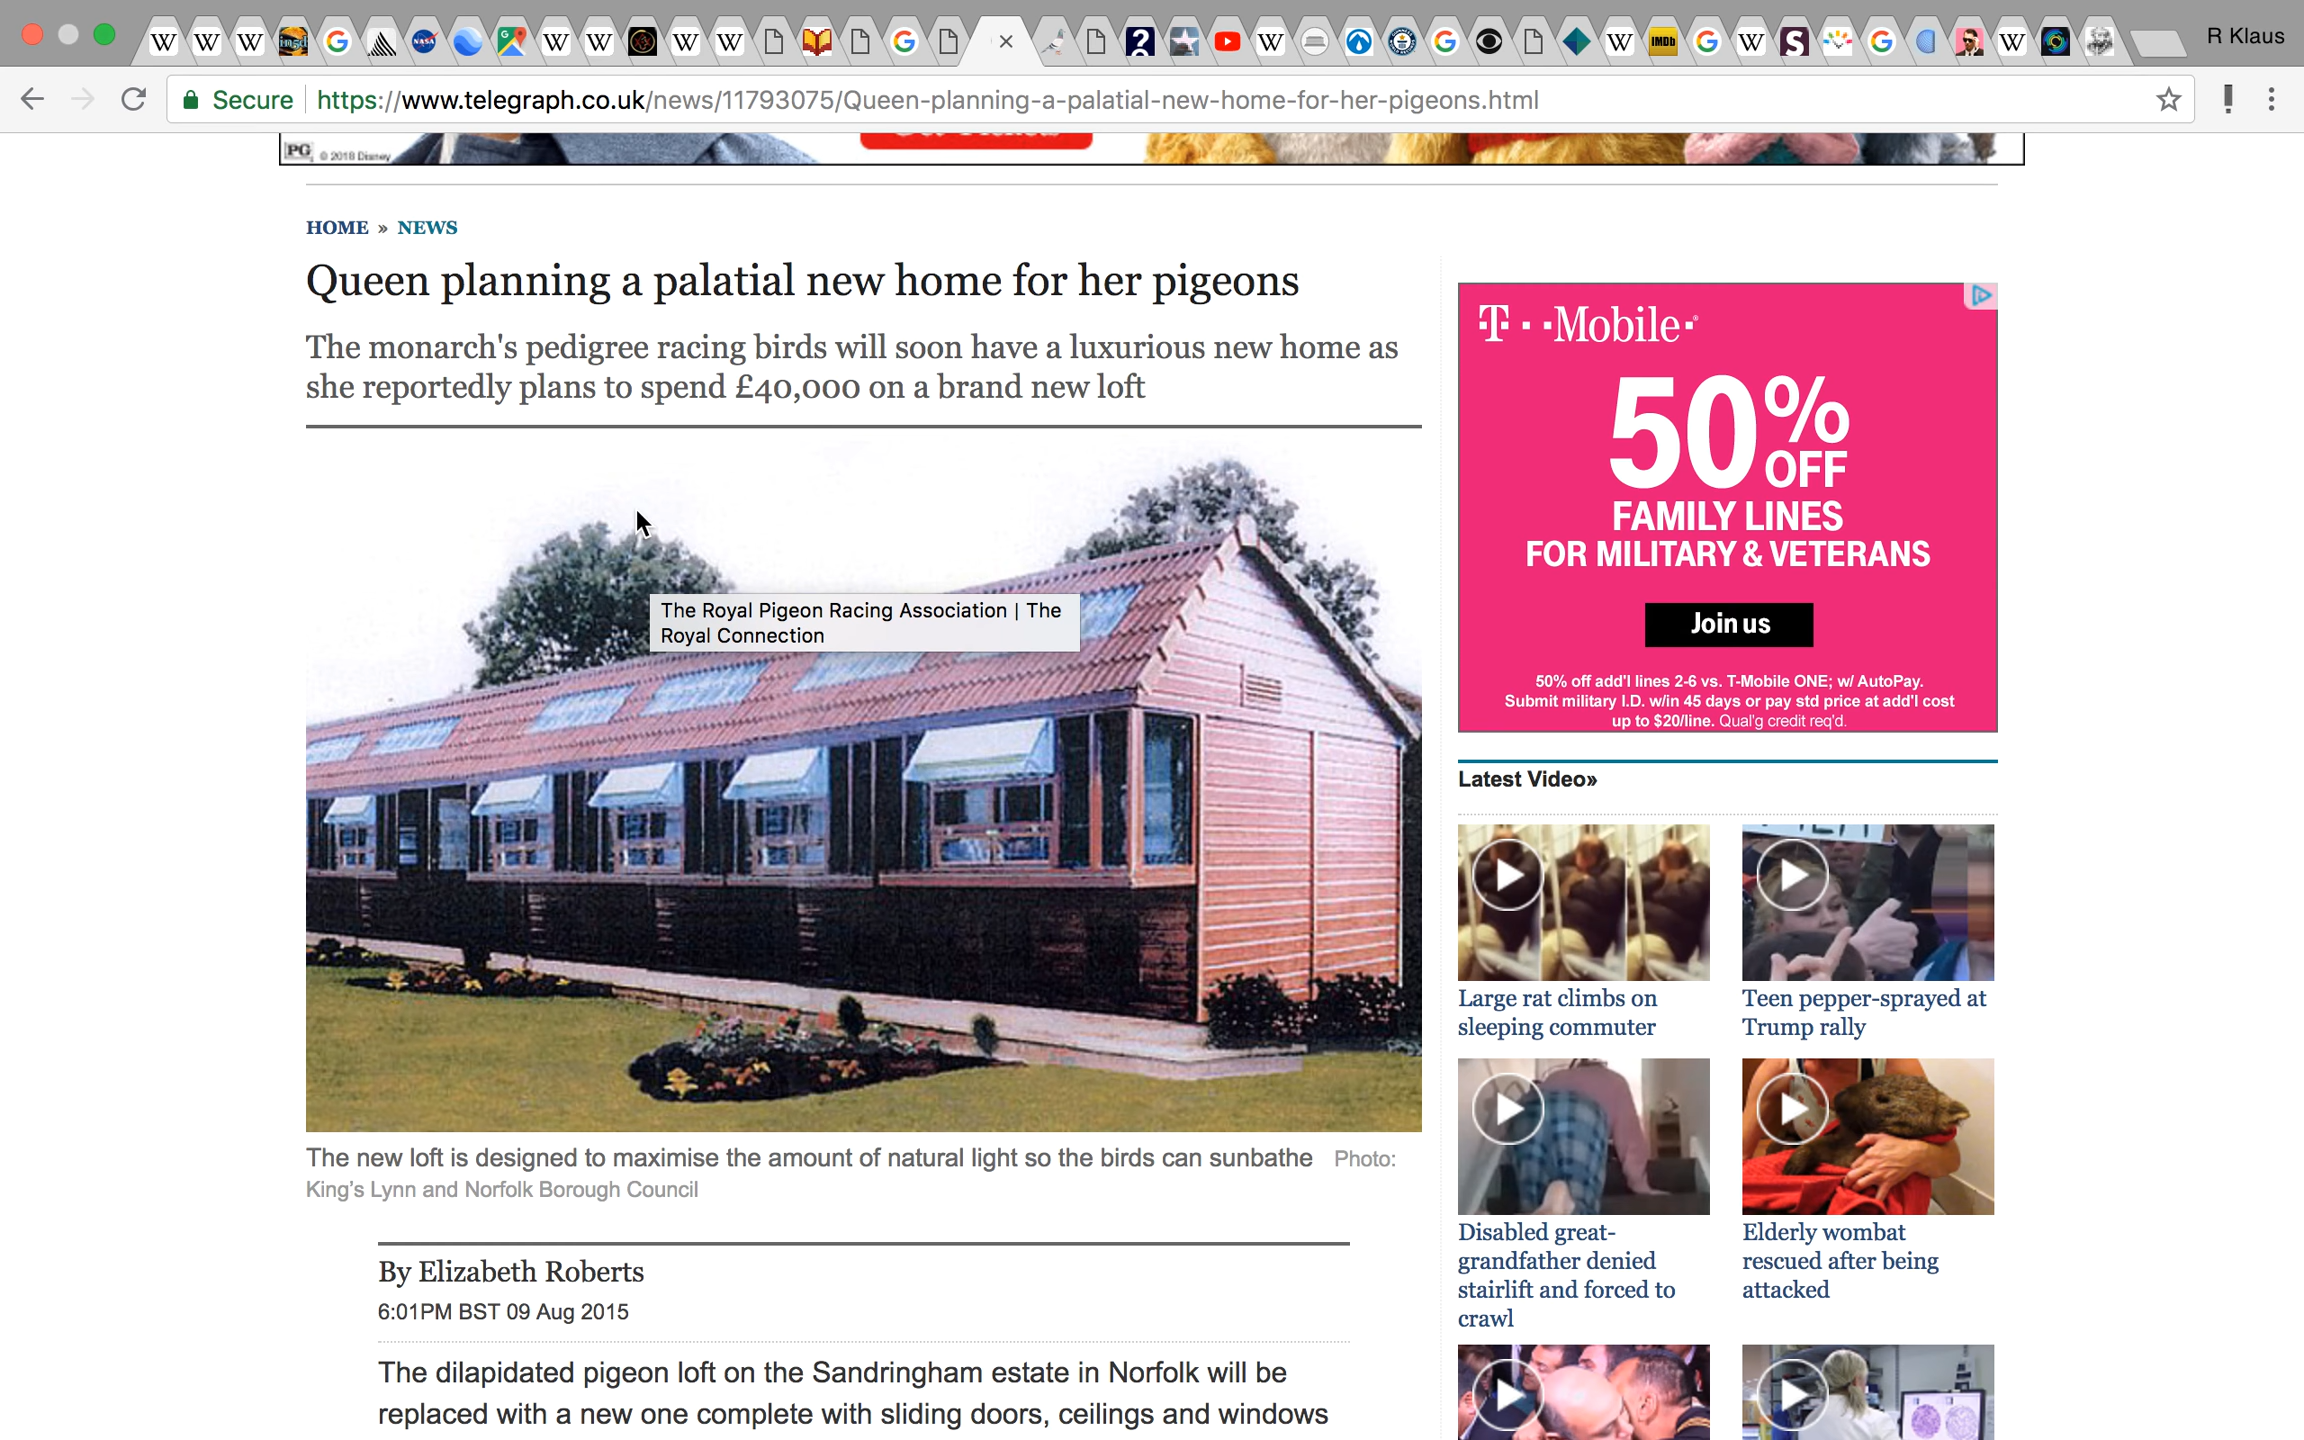 R Klaus
Secure
https://www.telegraph.co.uk/news/11793075/Queen-planning-a-palatial-new-home-for-her-pigeons.html
PG © 2018 Disney
HOME » NEWS
Queen planning a palatial new home for her pigeons
The monarch's pedigree racing birds will soon have a luxurious new home as
she reportedly plans to spend £40,000 on a brand new loft
The Royal Pigeon Racing Association | The
Royal Connection
The new loft is designed to maximise the amount of natural light so the birds can sunbathe Photo:
King's Lynn and Norfolk Borough Council
By Elizabeth Roberts
6:01PM BST 09 Aug 2015
The dilapidated pigeon loft on the Sandringham estate in Norfolk will be
replaced with a new one complete with sliding doors, ceilings and windows
T··Mobile·®
50%
OFF
FAMILY LINES
FOR MILITARY & VETERANS
Join us
50% off add'l lines 2-6 vs. T-Mobile ONE; w/ AutoPay.
Submit military I.D. w/in 45 days or pay std price at add'l cost
up to $20/line. Qual'g credit req'd.
Latest Video»
Large rat climbs on
sleeping commuter
Teen pepper-sprayed at
Trump rally
Disabled great-
grandfather denied
stairlift and forced to
crawl
Elderly wombat
rescued after being
attacked